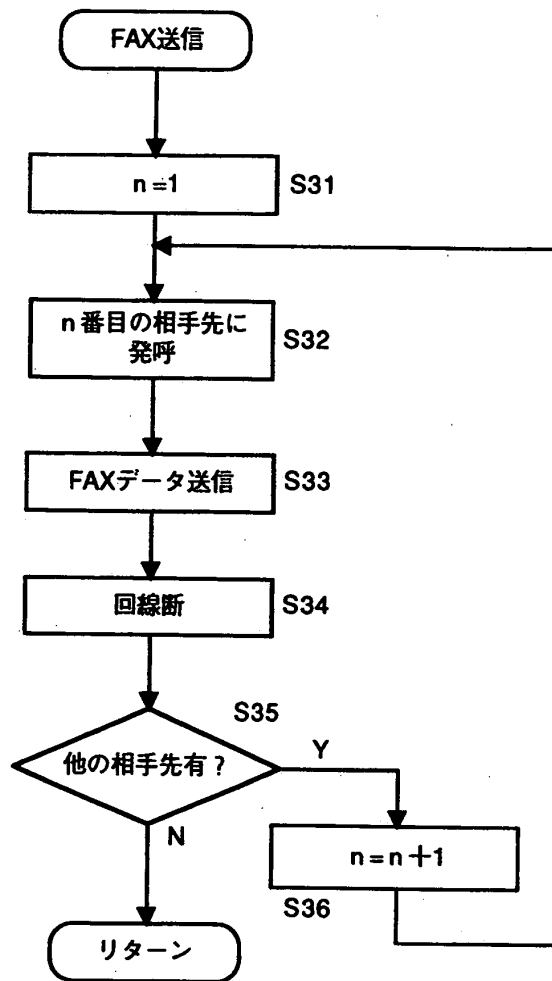 FAX送信
n=1
S31
n番目の相手先に
発呼
S32
FAXデータ送信
S33
回線断
S34
S35
他の相手先有?
Y
N
n=n+1
S36
リターン